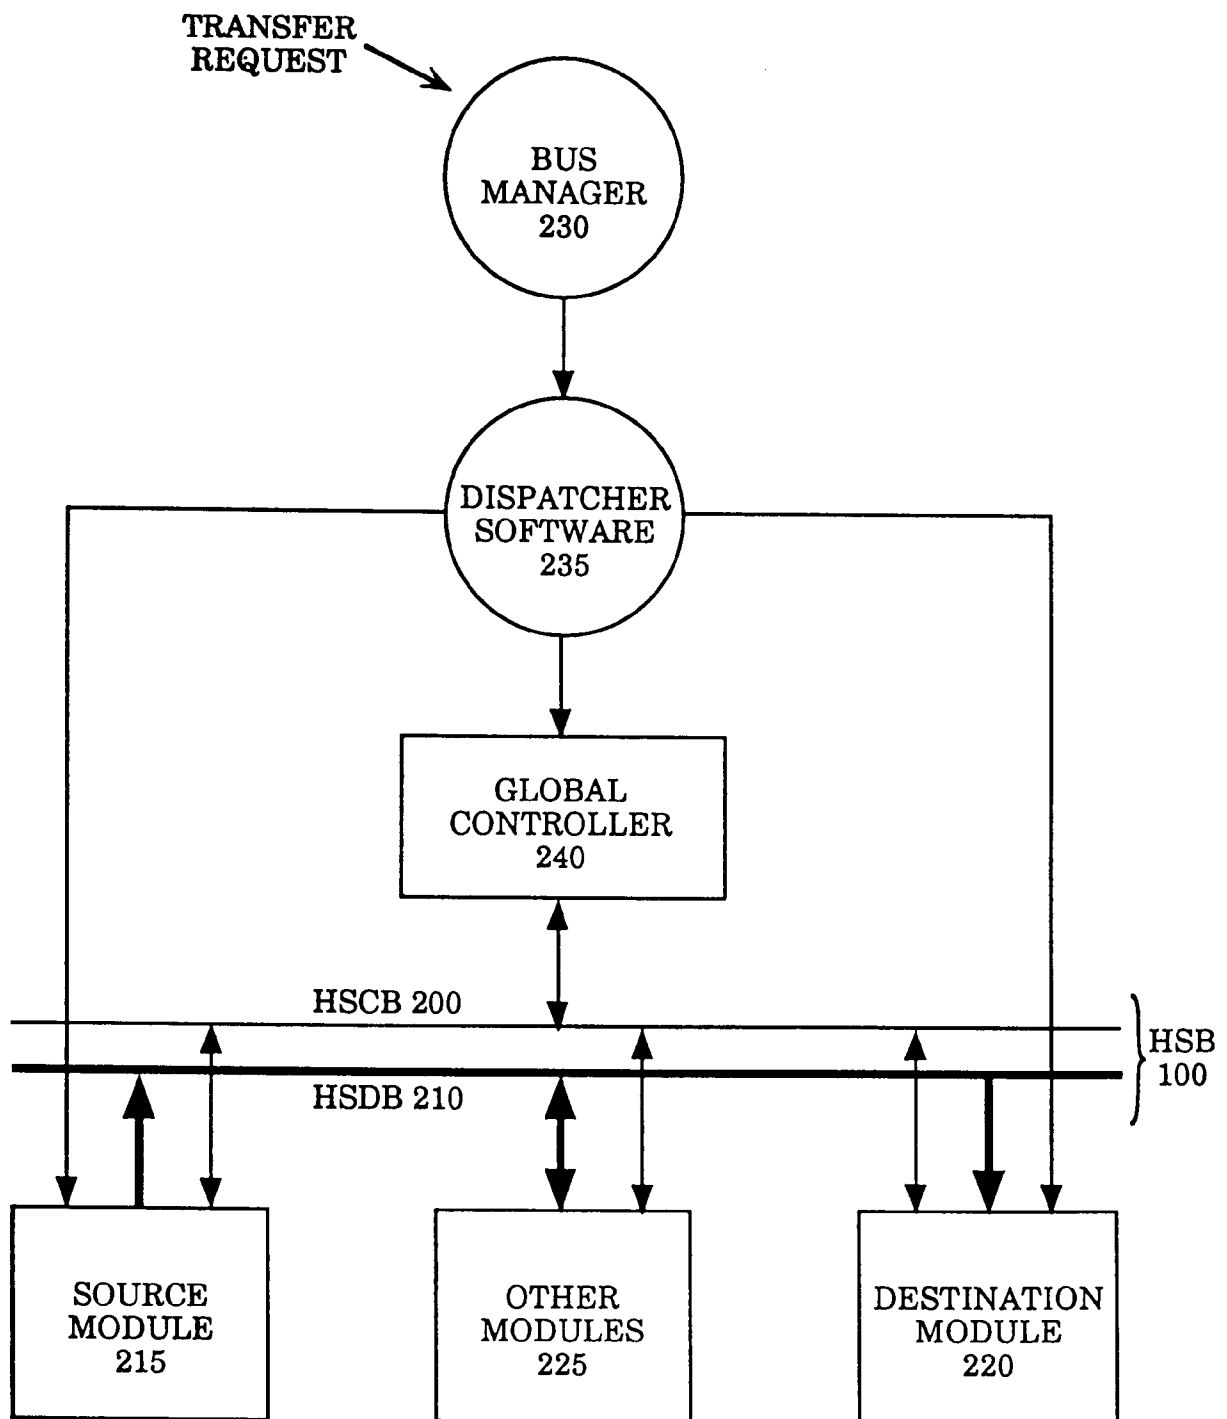 TRANSFER
REQUEST
BUS
MANAGER
230
DISPATCHER
SOFTWARE
235
GLOBAL
CONTROLLER
240
HSCB 200
HSB
100
HSDB 210
SOURCE
MODULE
215
OTHER
MODULES
225
DESTINATION
MODULE
220